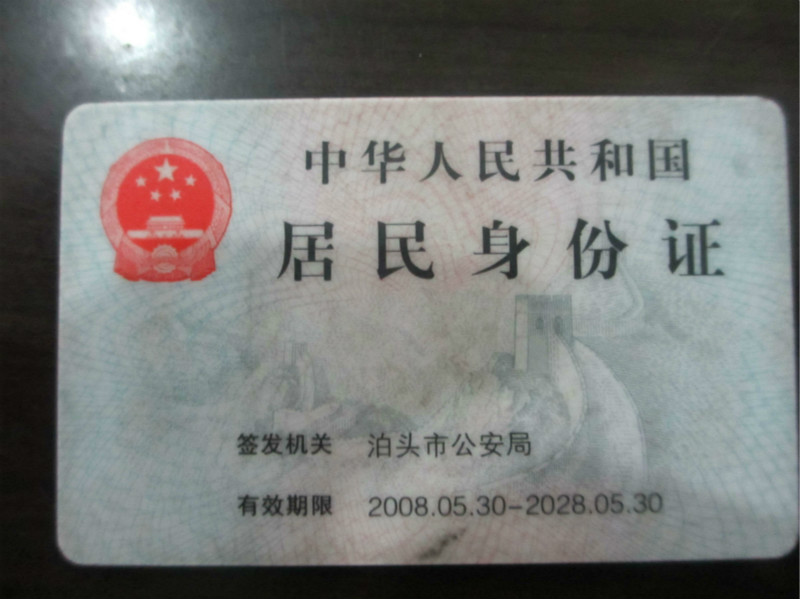 中华人民共和国
居民身份证
签发机关 泊头市公安局
有效期限 2008.05.30-2028.05.30